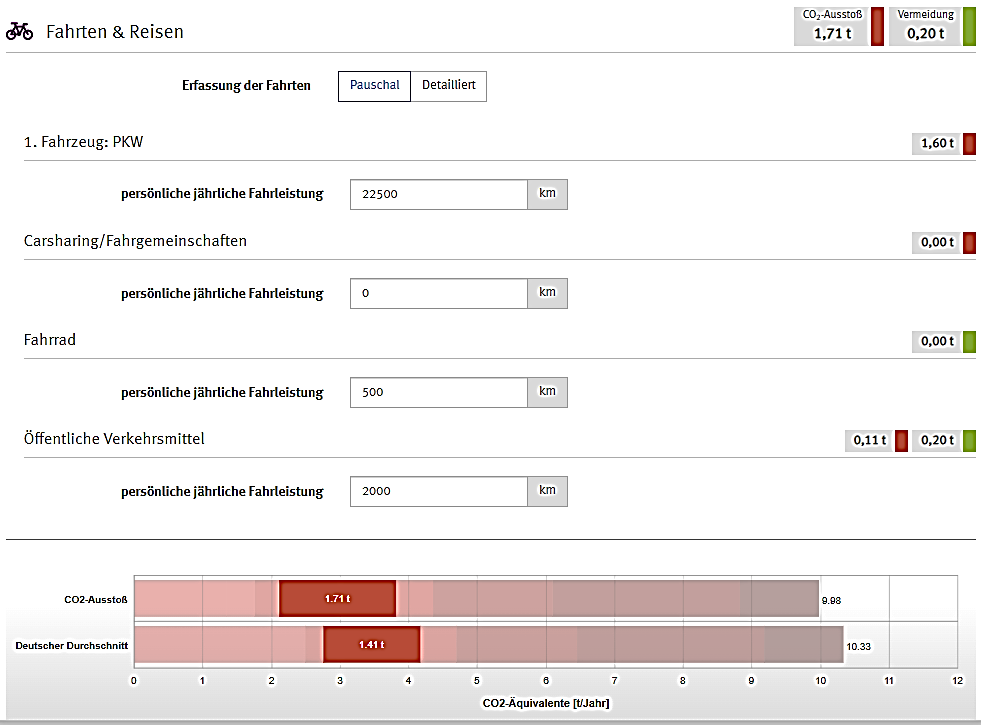 CO₂-Ausstoß Vermeidung
Fahrten & Reisen 1,71 t 0,20 t
Erfassung der Fahrten Pauschal Detailliert
1. Fahrzeug: PKW 1,60 t
persönliche jährliche Fahrleistung 22500 km
Carsharing/Fahrgemeinschaften 0,00 t
persönliche jährliche Fahrleistung 0 km
Fahrrad 0,00 t
persönliche jährliche Fahrleistung 500 km
Öffentliche Verkehrsmittel 0,11 t 0,20 t
persönliche jährliche Fahrleistung 2000 km
CO2-Ausstoß 1.71 t 9.98
Deutscher Durchschnitt 1.41 t 10.33
0 1 2 3 4 5 6 7 8 9 10 11 12
CO2-Äquivalente [t/Jahr]